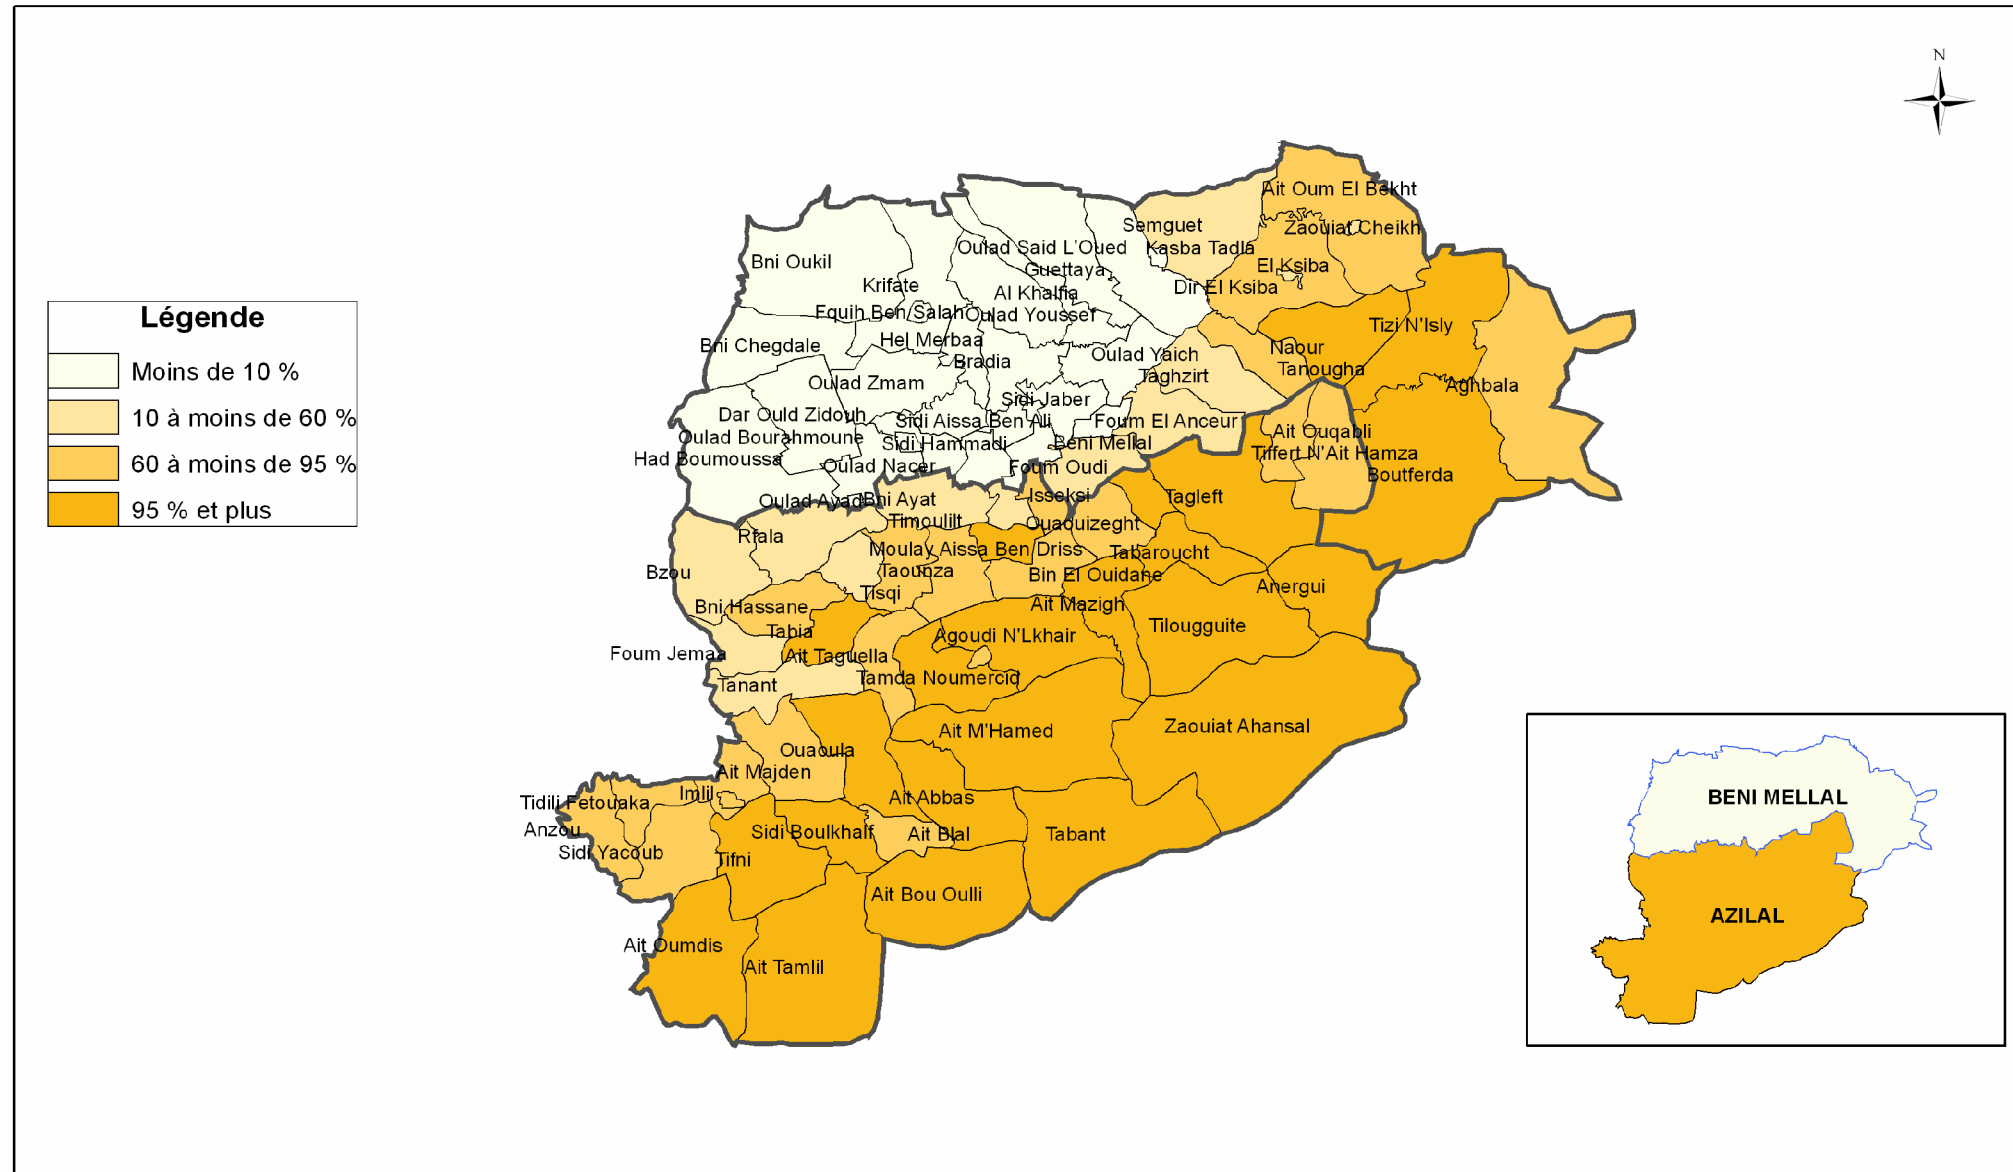 N
Légende
Moins de 10 %
10 à moins de 60 %
60 à moins de 95 %
95 % et plus
Ait Oum El Bekht
Semguet
Zaouiat Cheikh
Kasba Tadla
Oulad Said L'Oued
Bni Oukil
Guettaya
El Ksiba
Krifate
Al Khalfia
Dir El Ksiba
Fquih Ben Salah
Oulad Youssef
Tizi N'Isly
Bni Chegdale
Hel Merbaa
Naour
Bradia
Oulad Yaich
Tanougha
Taghzirt
Oulad Zmam
Aghbala
Sidi Jaber
Dar Ould Zidouh
Sidi Aissa Ben Ali
Foum El Anceur
Ait Ouqabli
Oulad Bourahmoune
Sidi Hammadi
Beni Mellal
Tiffert N'Ait Hamza
Had Boumoussa
Oulad Nacer
Foum Oudi
Boutferda
Oulad Ayad
Bni Ayat
Isseksi
Tagleft
Timoulilt
Ouaouizeght
Rfala
Moulay Aissa Ben Driss
Tabaroucht
Bzou
Taounza
Bin El Ouidane
Anergui
Tisqi
Bni Hassane
Ait Mazigh
Tabia
Agoudi N'Lkhair
Tilougguite
Foum Jemaa
Ait Taguella
Tanant
Tamda Noumercid
Ait M'Hamed
Zaouiat Ahansal
Ouaoula
Ait Majden
Imlil
Ait Abbas
Tidili Fetouaka
Anzou
Sidi Boulkhalf
Ait Blal
Tabant
Sidi Yacoub
Tifni
Ait Bou Oulli
Ait Oumdis
Ait Tamlil
BENI MELLAL
AZILAL